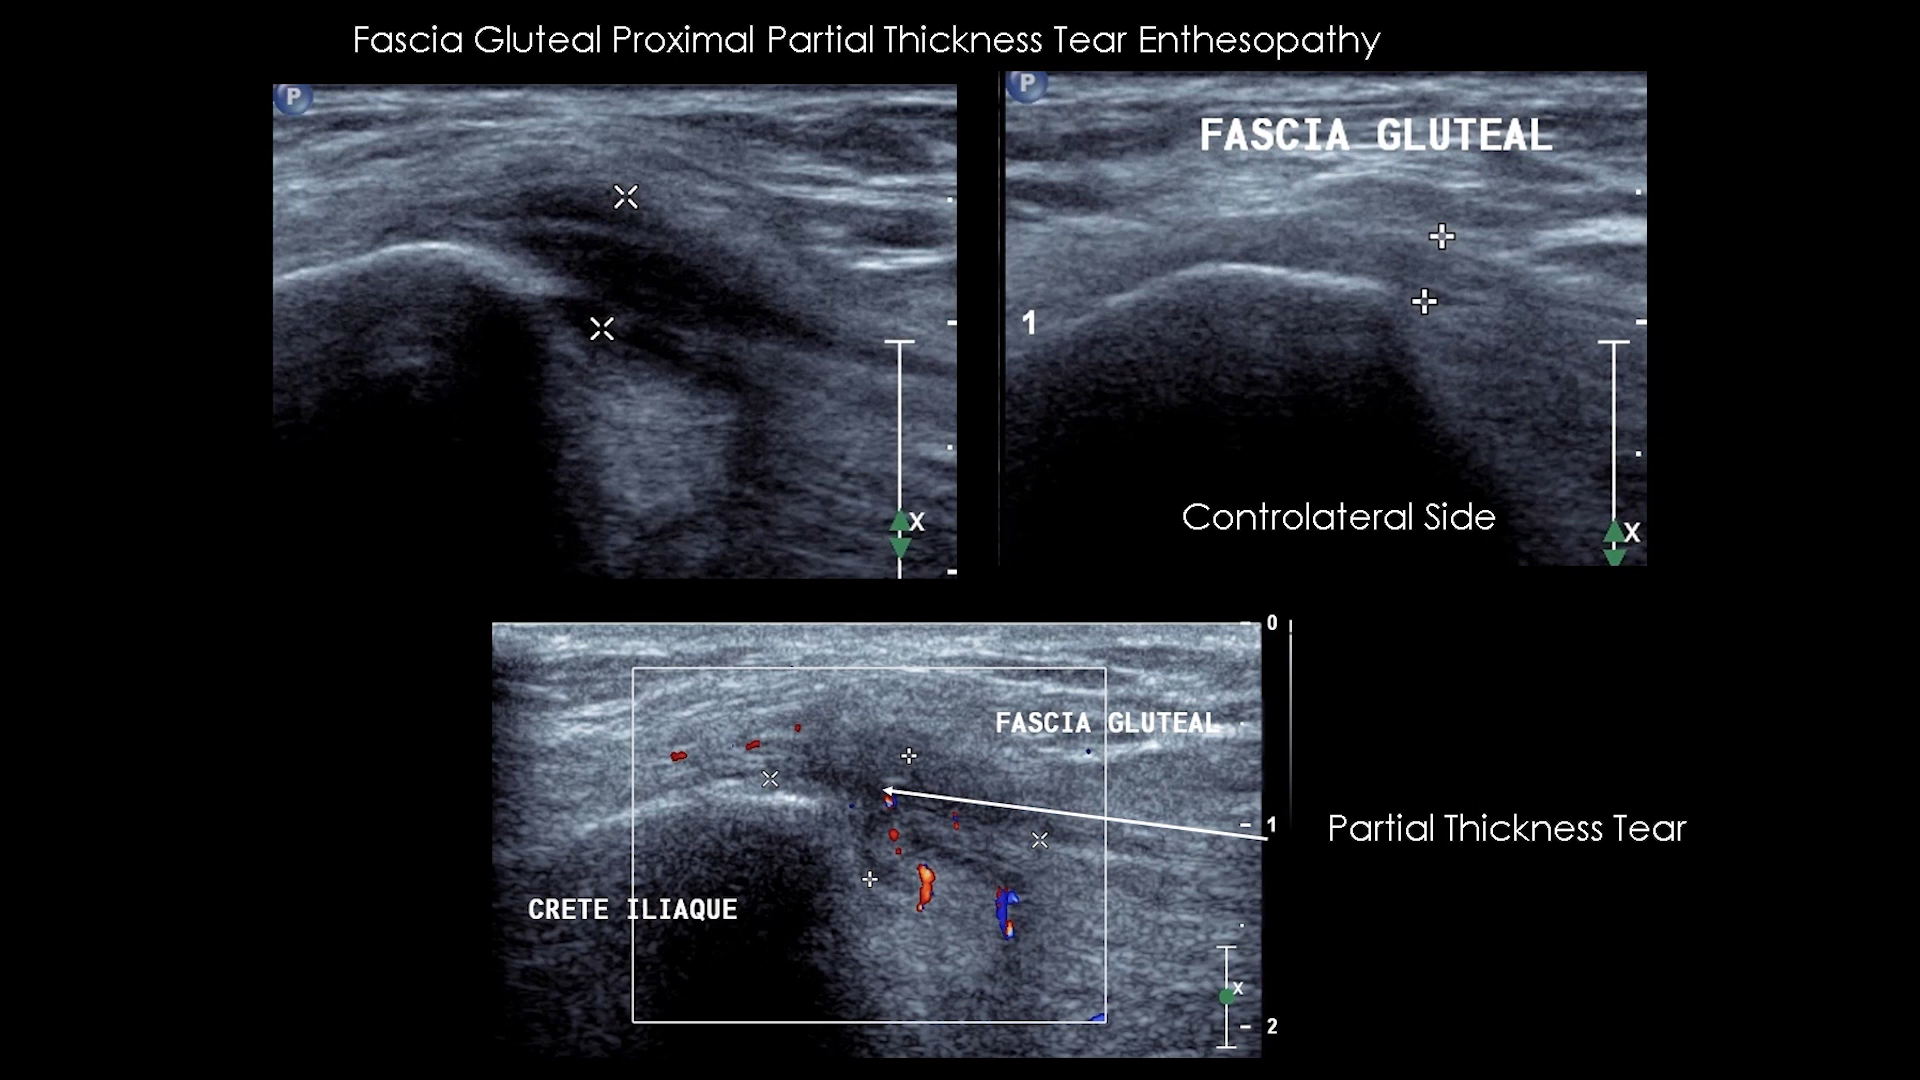 Fascia Gluteal Proximal Partial Thickness Tear Enthesopathy
P
P
FASCIA GLUTEAL
1
X
Controlateral Side
X
0
FASCIA GLUTEAL
1
Partial Thickness Tear
CRETE ILIAQUE
X
2